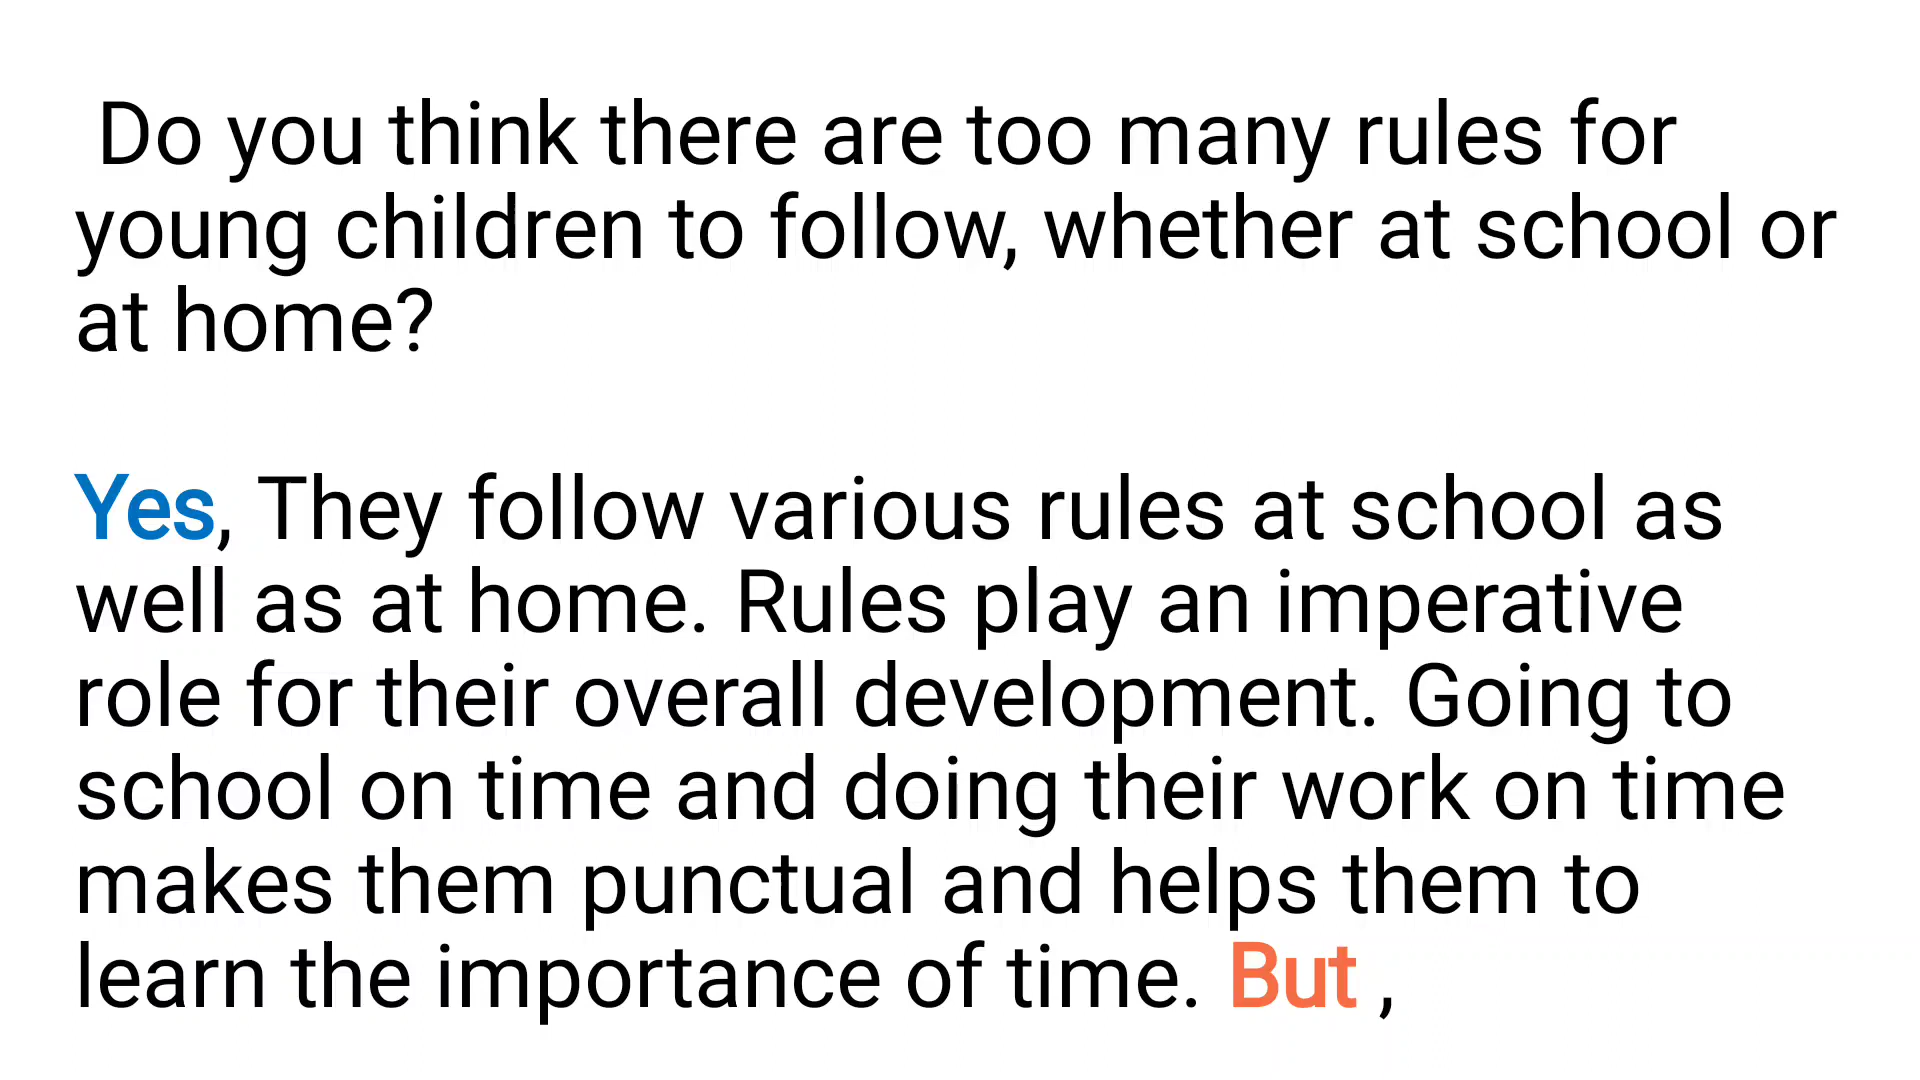 Do you think there are too many rules for
young children to follow, whether at school or
at home?
Yes, They follow various rules at school as
well as at home. Rules play an imperative
role for their overall development. Going to
school on time and doing their work on time
makes them punctual and helps them to
learn the importance of time. But ,